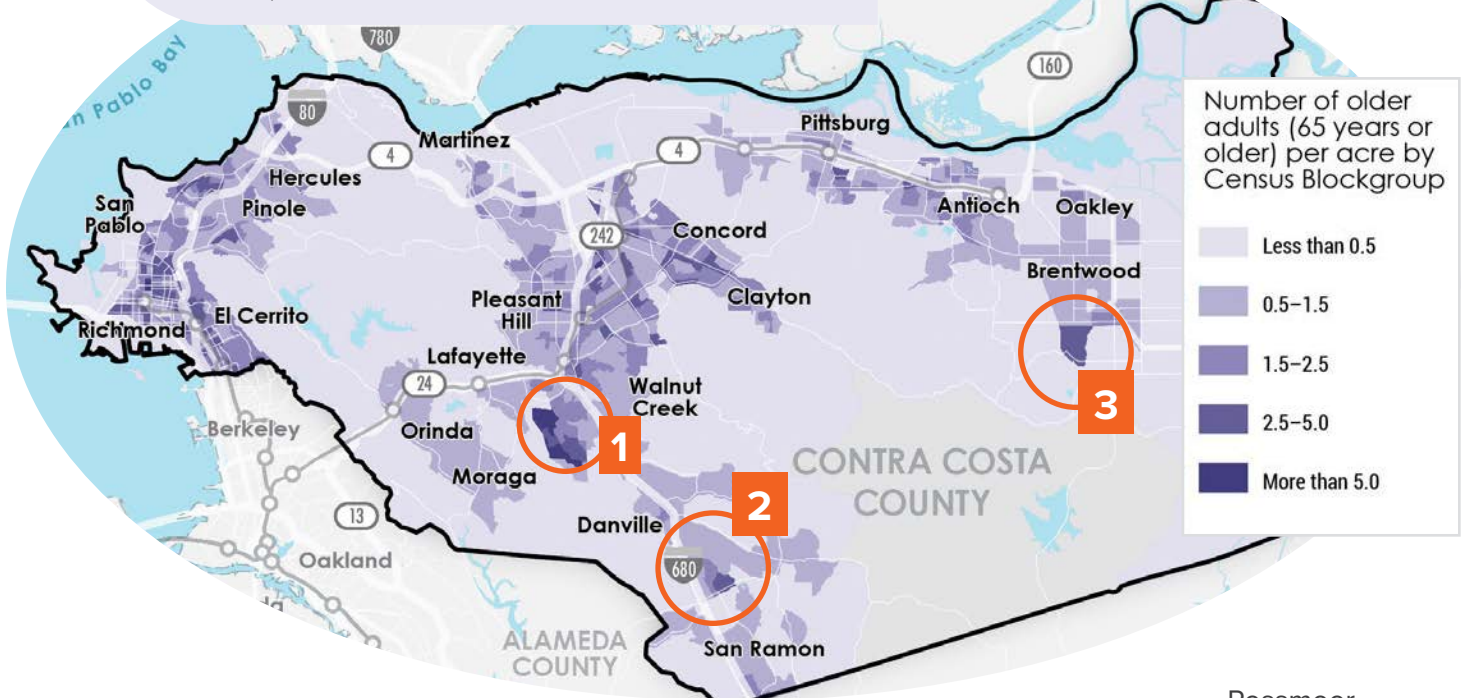 780
160
an Pablo Bay
80
Martinez
4
4
Pittsburg
Hercules
San
Pablo
Pinole
Antioch
Oakley
242
Concord
Brentwood
Pleasant
Hill
Clayton
El Cerrito
Richmond
Lafayette
24
Walnut
Creek
3
1
Berkeley
Orinda
Moraga
CONTRA COSTA
COUNTY
2
13
Danville
Oakland
680
ALAMEDA
COUNTY
San Ramon
Number of older
adults (65 years or
older) per acre by
Census Blockgroup
Less than 0.5
0.5–1.5
1.5–2.5
2.5–5.0
More than 5.0